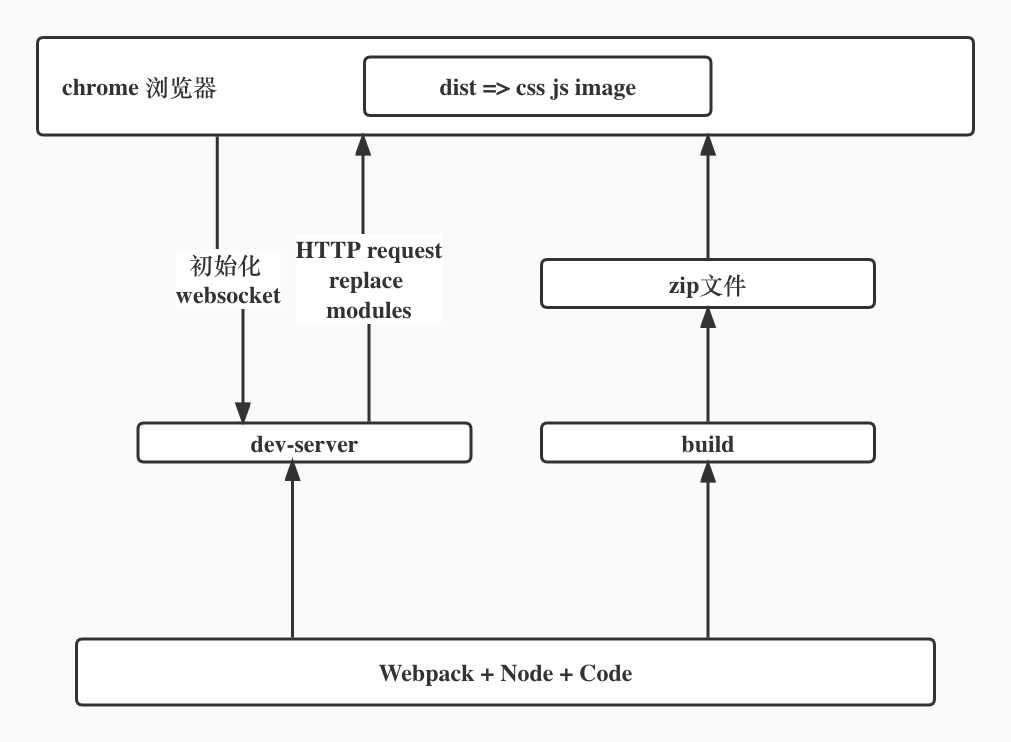 chrome 浏览器
dist => css js image
初始化
websocket
HTTP request
replace
modules
zip文件
dev-server
build
Webpack + Node + Code